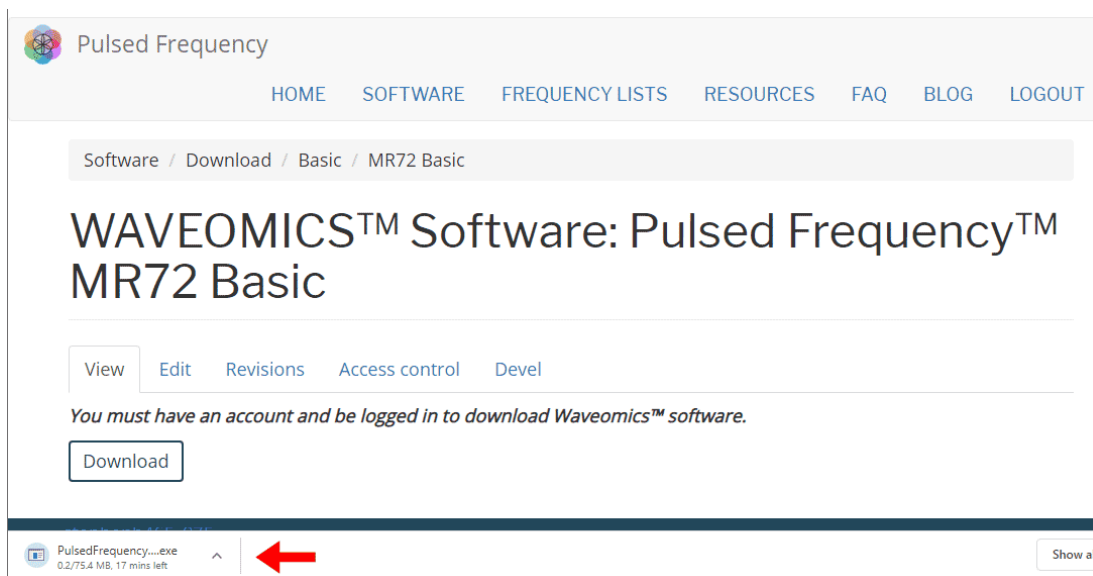 Pulsed Frequency
HOME SOFTWARE FREQUENCY LISTS RESOURCES FAQ BLOG LOGOUT
Software / Download / Basic / MR72 Basic
WAVEOMICS™ Software: Pulsed Frequency™
MR72 Basic
View Edit Revisions Access control Devel
You must have an account and be logged in to download Waveomics™ software.
Download
PulsedFrequency....exe
0.2/75.4 MB, 17 mins left
Show al